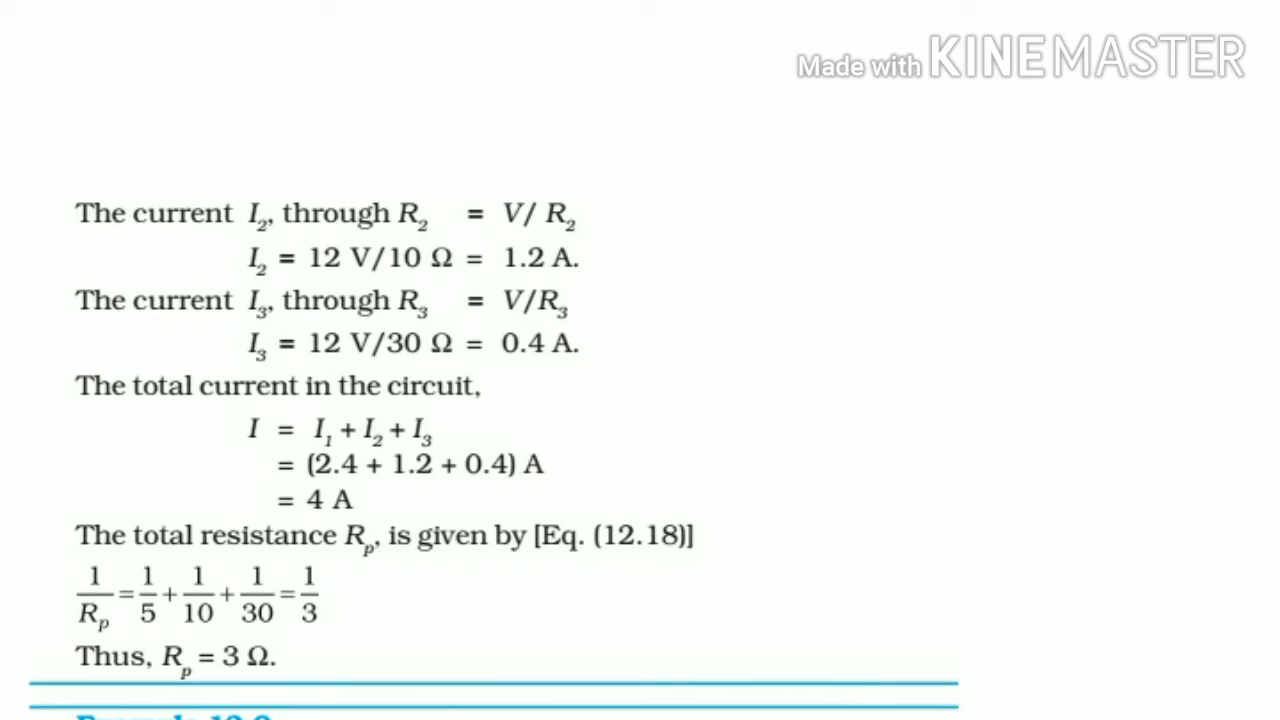 Made with KINEMASTER
The current I₂, through R₂ = V/ R₂
I₂ = 12 V/10 Ω = 1.2 A.
The current I₃, through R₃ = V/R₃
I₃ = 12 V/30 Ω = 0.4 A.
The total current in the circuit,
I = I₁ + I₂ + I₃
= (2.4 + 1.2 + 0.4) A
= 4 A
The total resistance Rₚ, is given by [Eq. (12.18)]
1/Rₚ = 1/5 + 1/10 + 1/30 = 1/3
Thus, Rₚ = 3 Ω.